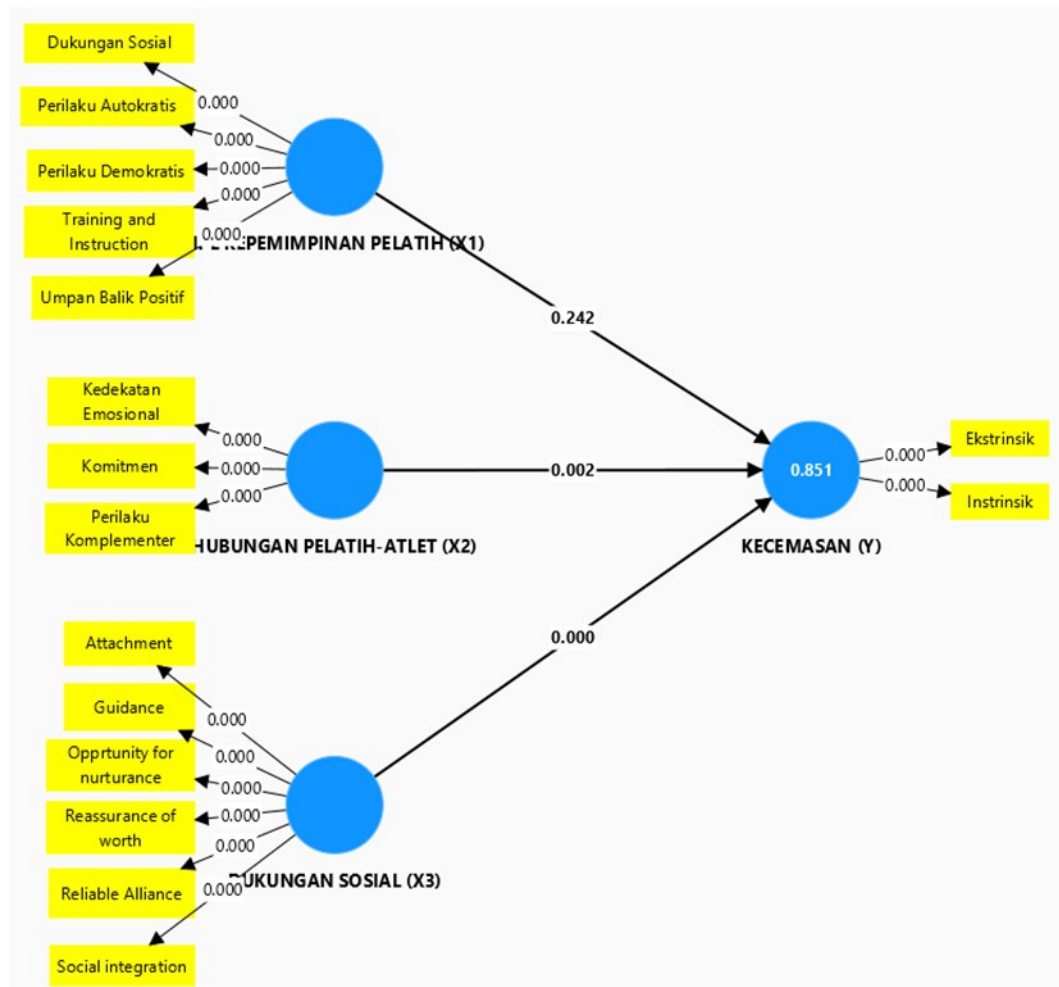 Dukungan Sosial
0.000
Perilaku Autokratis
0.000
Perilaku Demokratis
0.000
0.000
Training and
Instruction
0.000
KEPEMIMPINAN PELATIH (X1)
Umpan Balik Positif
0.242
Kedekatan
Emosional
0.000
Komitmen
0.000
0.000
Perilaku
Komplementer
HUBUNGAN PELATIH-ATLET (X2)
0.002
0.851
KECEMASAN (Y)
0.000
Ekstrinsik
0.000
Instrinsik
0.000
Attachment
0.000
Guidance
0.000
Opprtunity for
nurturance
0.000
Reassurance of
worth
0.000
0.000
Reliable Alliance
0.000
DUKUNGAN SOSIAL (X3)
Social integration